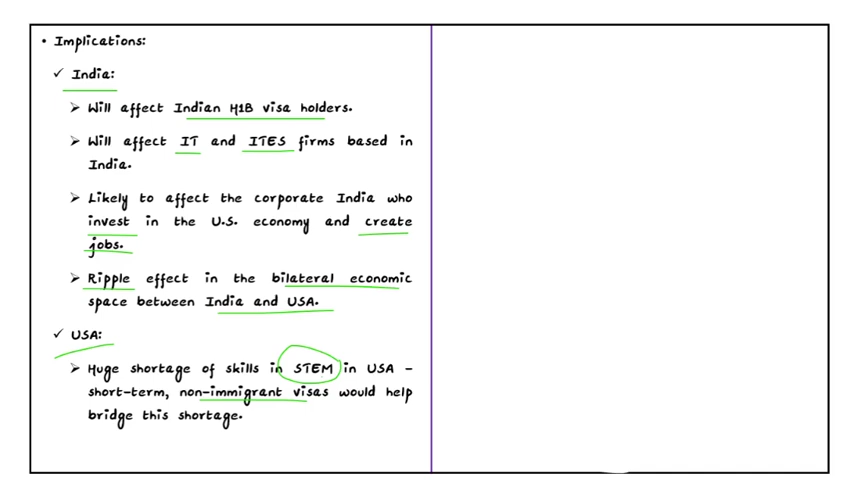 • Implications:
✓ India:
➤ Will affect Indian H1B visa holders.
➤ Will affect IT and ITES firms based in
India.
➤ Likely to affect the corporate India who
invest in the U.S. economy and create
jobs.
➤ Ripple effect in the bilateral economic
space between India and USA.
✓ USA:
➤ Huge shortage of skills in STEM in USA –
short-term, non-immigrant visas would help
bridge this shortage.